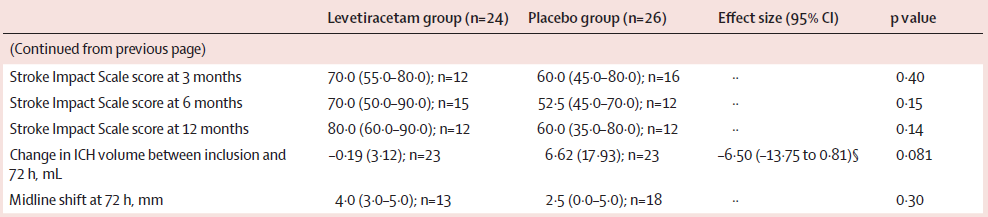 Levetiracetam group (n=24) Placebo group (n=26) Effect size (95% CI) p value
(Continued from previous page)
Stroke Impact Scale score at 3 months 70·0 (55·0–80·0); n=12 60·0 (45·0–80·0); n=16 ·· 0·40
Stroke Impact Scale score at 6 months 70·0 (50·0–90·0); n=15 52·5 (45·0–70·0); n=12 ·· 0·15
Stroke Impact Scale score at 12 months 80·0 (60·0–90·0); n=12 60·0 (35·0–80·0); n=12 ·· 0·14
Change in ICH volume between inclusion and –0·19 (3·12); n=23 6·62 (17·93); n=23 –6·50 (–13·75 to 0·81)§ 0·081
72 h, mL
Midline shift at 72 h, mm 4·0 (3·0–5·0); n=13 2·5 (0·0–5·0); n=18 ·· 0·30